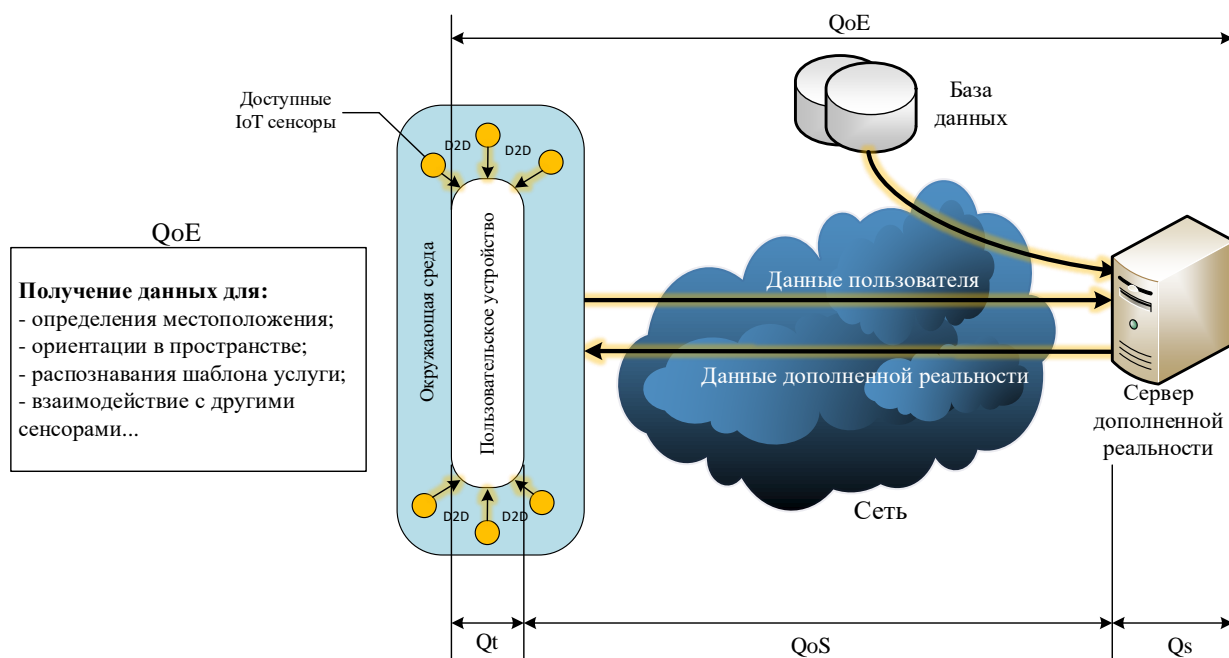 QoE
Доступные
IoT сенсоры
База
данных
D2D
D2D
QoE
Получение данных для:
- определения местоположения;
- ориентации в пространстве;
- распознавания шаблона услуги;
- взаимодействие с другими
сенсорами...
Окружающая среда
Пользовательское устройство
Данные пользователя
Данные дополненной реальности
Сервер
дополненной
реальности
D2D
D2D
Сеть
Qt
QoS
Qs